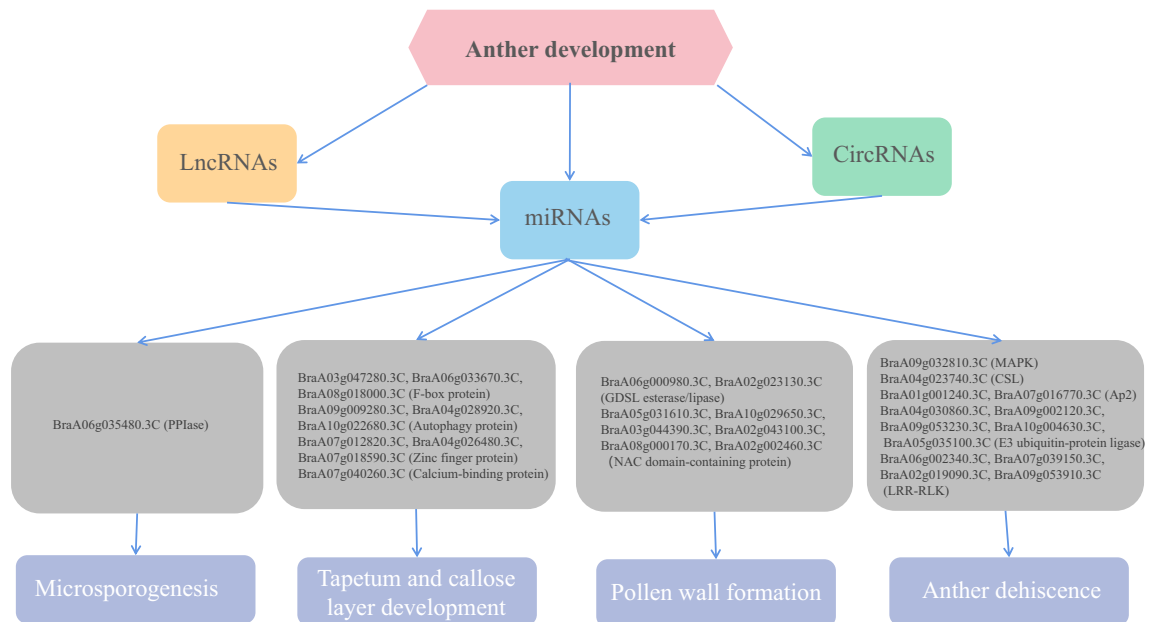 Anther development
LncRNAs
CircRNAs
miRNAs
BraA06g035480.3C (PPIase)
BraA03g047280.3C, BraA06g033670.3C,
BraA08g018000.3C (F-box protein)
BraA09g009280.3C, BraA04g028920.3C,
BraA10g022680.3C (Autophagy protein)
BraA07g012820.3C, BraA04g026480.3C,
BraA07g018590.3C (Zinc finger protein)
BraA07g040260.3C (Calcium-binding protein)
BraA06g000980.3C, BraA02g023130.3C
(GDSL esterase/lipase)
BraA05g031610.3C, BraA10g029650.3C,
BraA03g044390.3C, BraA02g043100.3C,
BraA08g000170.3C, BraA02g002460.3C
(NAC domain-containing protein)
BraA09g032810.3C (MAPK)
BraA04g023740.3C (CSL)
BraA01g001240.3C, BraA07g016770.3C (Ap2)
BraA04g030860.3C, BraA09g002120.3C,
BraA09g053230.3C, BraA10g004630.3C,
BraA05g035100.3C (E3 ubiquitin-protein ligase)
BraA06g002340.3C, BraA07g039150.3C,
BraA02g019090.3C, BraA09g053910.3C
(LRR-RLK)
Microsporogenesis
Tapetum and callose
layer development
Pollen wall formation
Anther dehiscence